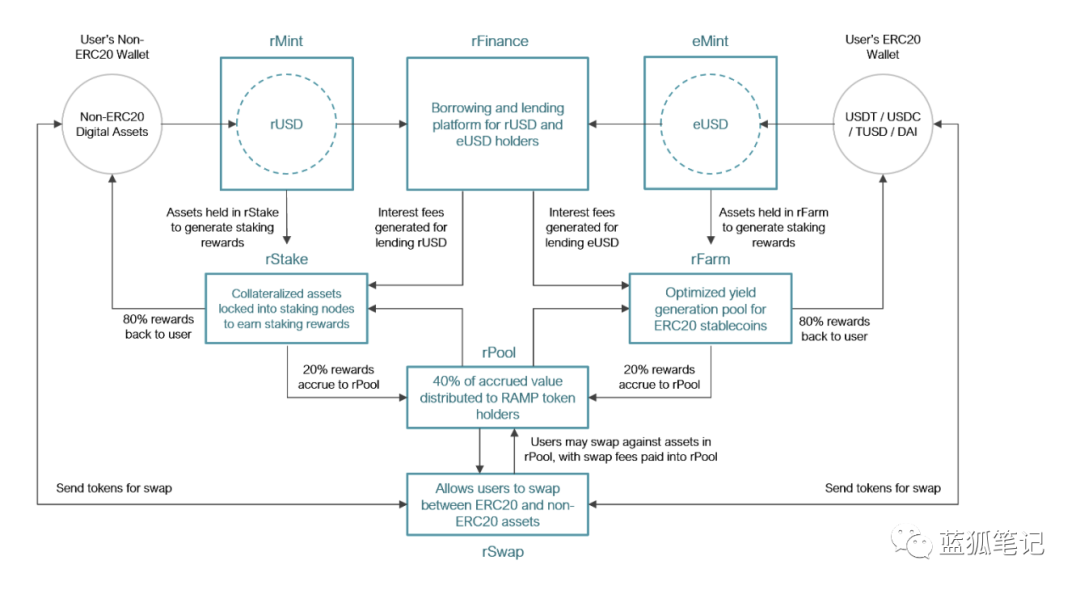 User's Non-
ERC20 Wallet
rMint
rFinance
eMint
User's ERC20
Wallet
Non-ERC20
Digital Assets
rUSD
Borrowing and lending
platform for rUSD and
eUSD holders
eUSD
USDT / USDC
/ TUSD / DAI
Assets held in rStake
to generate staking
rewards
Interest fees
generated for
lending rUSD
Interest fees
generated for
lending eUSD
Assets held in rFarm
to generate staking
rewards
rStake
rFarm
Collateralized assets
locked into staking nodes
to earn staking rewards
Optimized yield
generation pool for
ERC20 stablecoins
80% rewards
back to user
80% rewards
back to user
rPool
20% rewards
accrue to rPool
40% of accrued value
distributed to RAMP token
holders
20% rewards
accrue to rPool
Users may swap against assets in
rPool, with swap fees paid into rPool
Send tokens for swap
Allows users to swap
between ERC20 and non-
ERC20 assets
Send tokens for swap
rSwap
蓝狐笔记